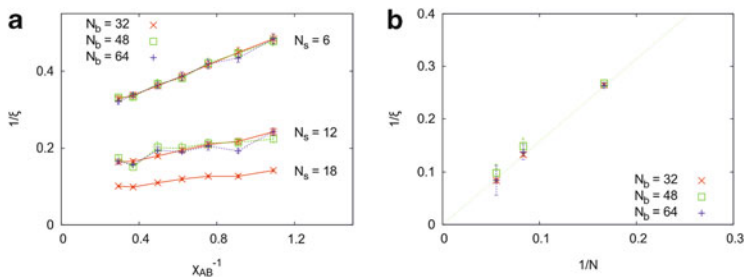 a
N_b = 32
N_b = 48
N_b = 64
N_s = 6
N_s = 12
N_s = 18
0.4
0.2
0
1/ξ
0 0.4 0.8 1.2
χ_AB^-1
b
0.4
0.3
0.2
0.1
0
1/ξ
N_b = 32
N_b = 48
N_b = 64
0 0.1 0.2 0.3
1/N